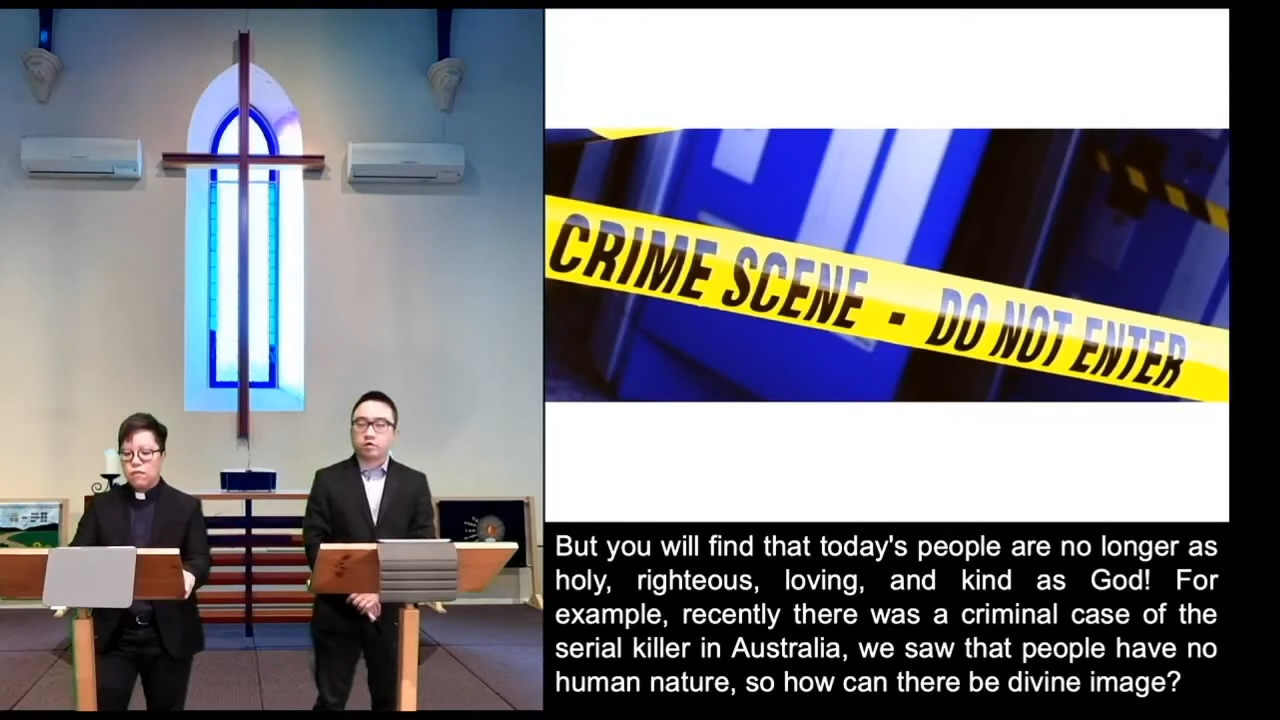 CRIME SCENE - DO NOT ENTER
But you will find that today's people are no longer as
holy, righteous, loving, and kind as God! For
example, recently there was a criminal case of the
serial killer in Australia, we saw that people have no
human nature, so how can there be divine image?